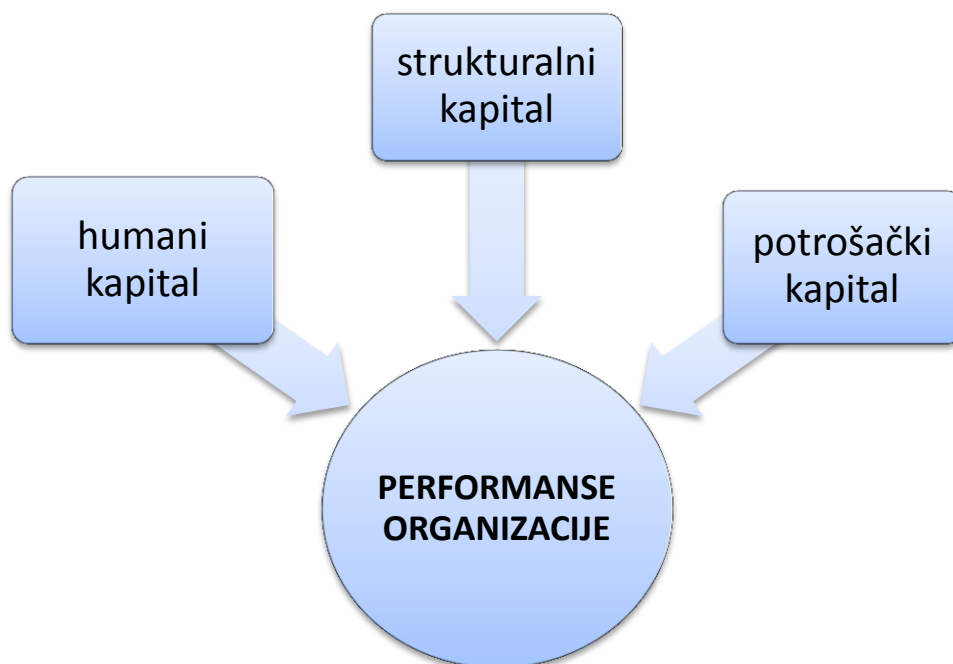 strukturalni
kapital
humani
kapital
potrošački
kapital
PERFORMANSE
ORGANIZACIJE